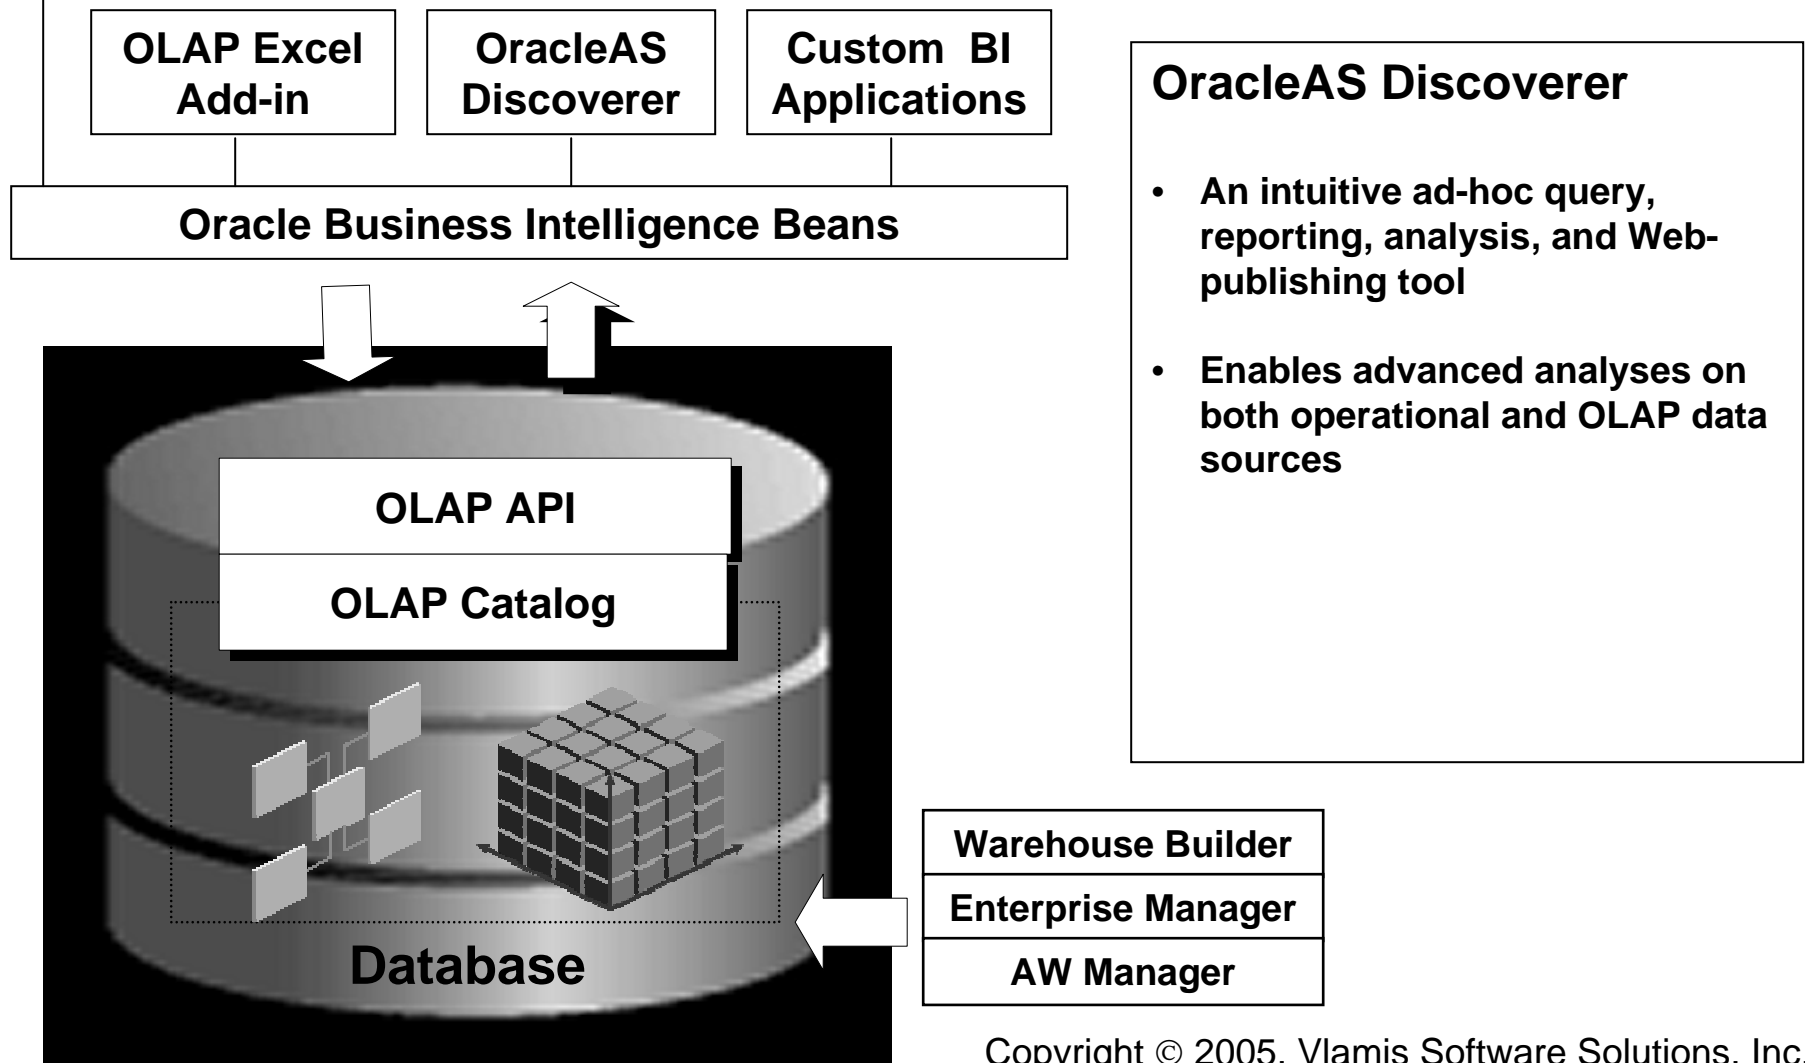 OLAP Excel
Add-in
OracleAS
Discoverer
Custom BI
Applications
Oracle Business Intelligence Beans
OracleAS Discoverer
• An intuitive ad-hoc query,
reporting, analysis, and Web-
publishing tool
• Enables advanced analyses on
both operational and OLAP data
sources
OLAP API
OLAP Catalog
Database
Warehouse Builder
Enterprise Manager
AW Manager
Copyright © 2005, Vlamis Software Solutions, Inc.